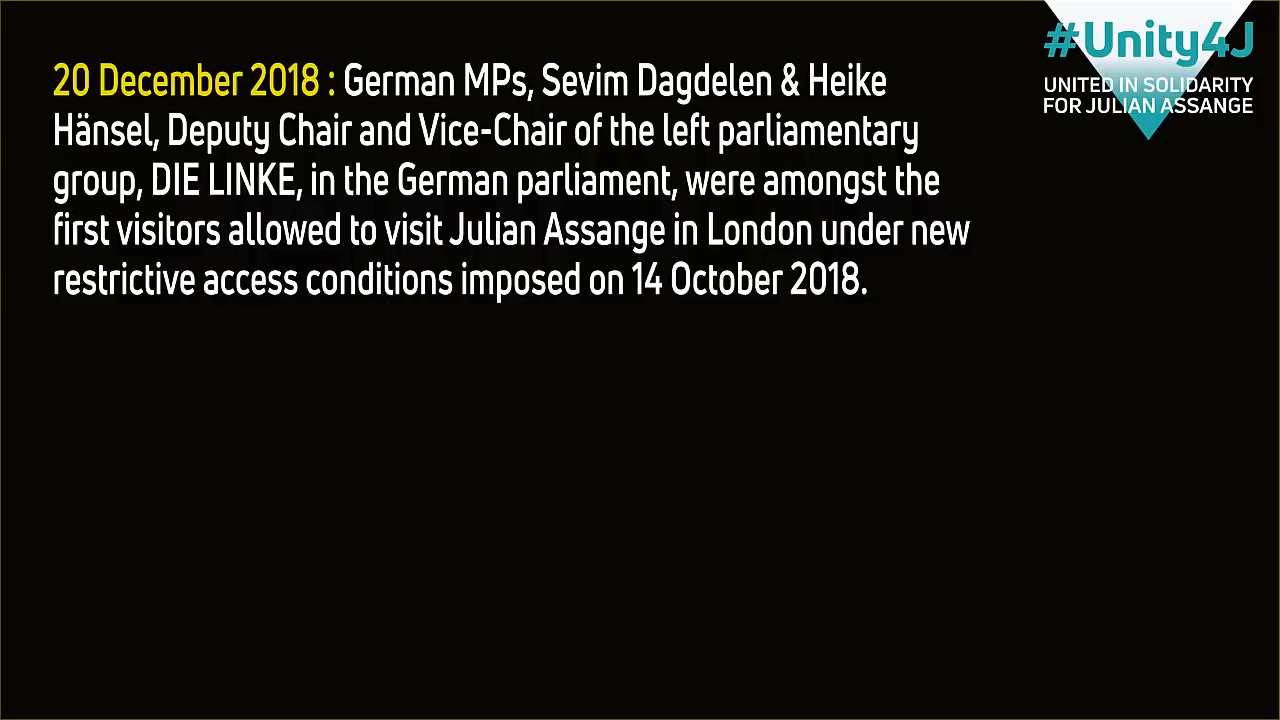 #Unity4J
UNITED IN SOLIDARITY
FOR JULIAN ASSANGE
20 December 2018 : German MPs, Sevim Dagdelen & Heike
Hänsel, Deputy Chair and Vice-Chair of the left parliamentary
group, DIE LINKE, in the German parliament, were amongst the
first visitors allowed to visit Julian Assange in London under new
restrictive access conditions imposed on 14 October 2018.